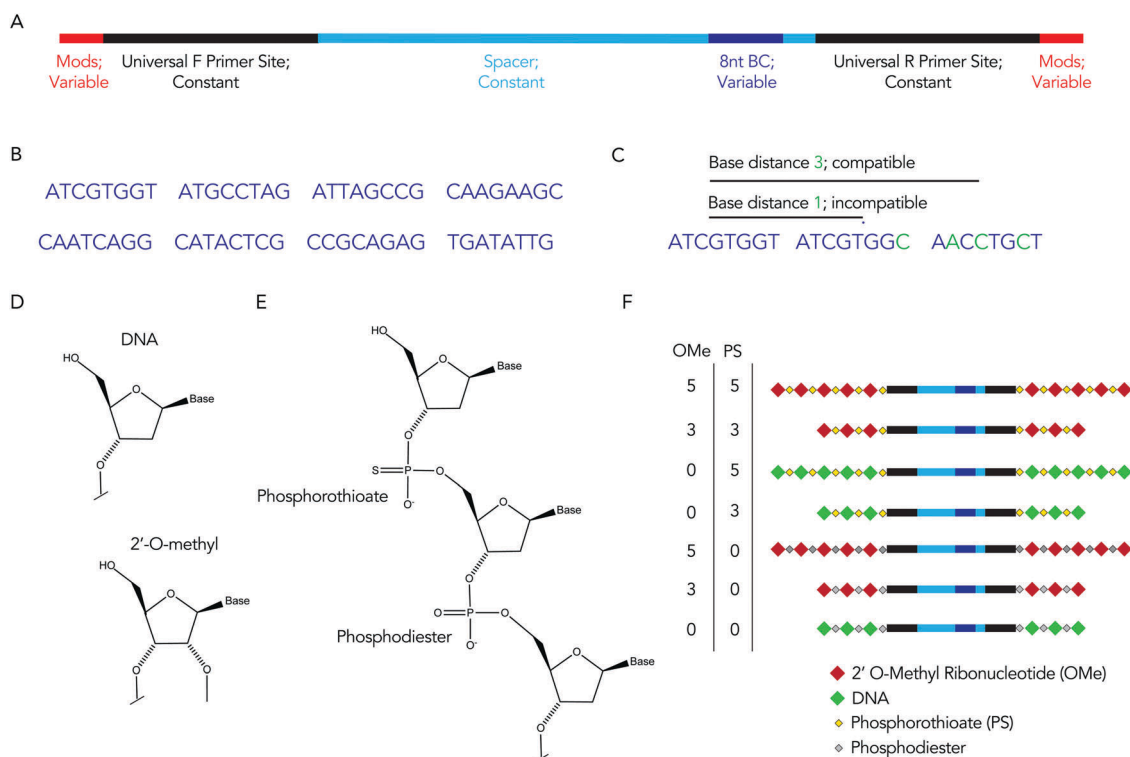 A
Mods;
Variable
Universal F Primer Site;
Constant
Spacer;
Constant
8nt BC;
Variable
Universal R Primer Site;
Constant
Mods;
Variable
B
ATCGTGGT ATGCCTAG ATTAGCCG CAAGAAGC
CAATCAGG CATACTCG CCGCAGAG TGATATTG
C
Base distance 3; compatible
Base distance 1; incompatible
ATCGTGGT ATCGTGGC AACCTGCT
D
DNA
HO
O
Base
O
2'-O-methyl
HO
O
Base
O
O
E
HO
O
Base
O
S
P
O
O-
Phosphorothioate
O
Base
O
O
P
O
O-
Phosphodiester
O
Base
O
F
OMe PS
5 5
3 3
0 5
0 3
5 0
3 0
0 0
2' O-Methyl Ribonucleotide (OMe)
DNA
Phosphorothioate (PS)
Phosphodiester